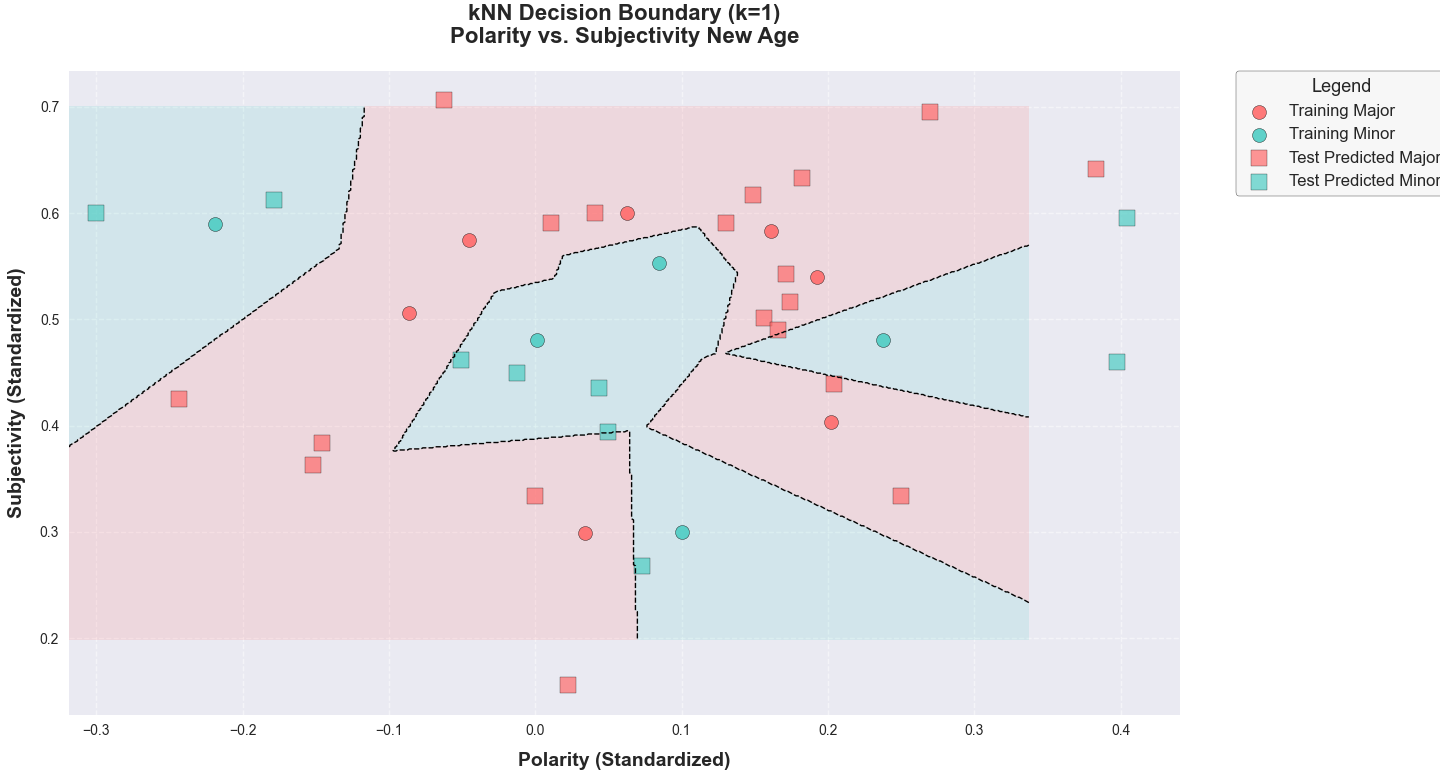 kNN Decision Boundary (k=1)
Polarity vs. Subjectivity New Age
Legend
Training Major
Training Minor
Test Predicted Major
Test Predicted Minor
Subjectivity (Standardized)
0.7
0.6
0.5
0.4
0.3
0.2
−0.3
−0.2
−0.1
0.0
0.1
0.2
0.3
0.4
Polarity (Standardized)